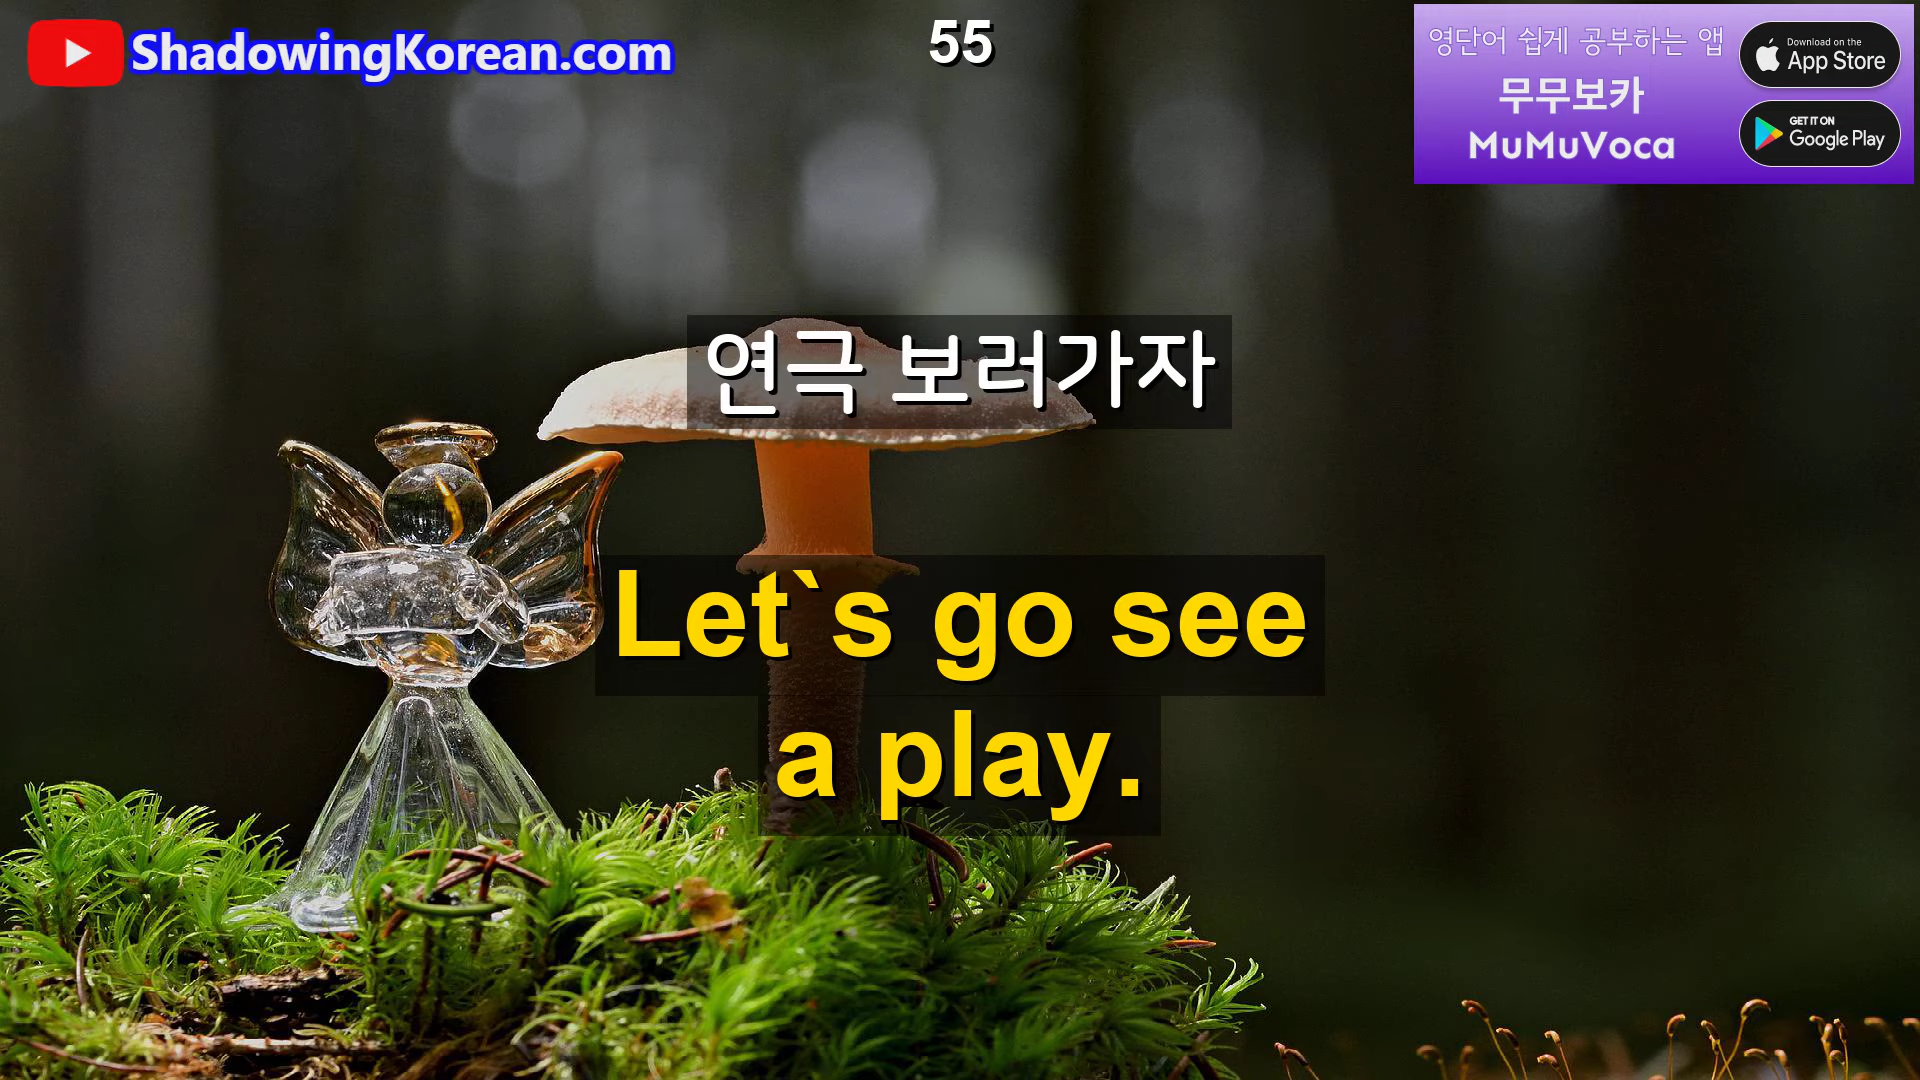 ShadowingKorean.com
55
영단어 쉽게 공부하는 앱
무무보카
MuMuVoca
Download on the
App Store
GET IT ON
Google Play
연극 보러가자
Let`s go see
a play.